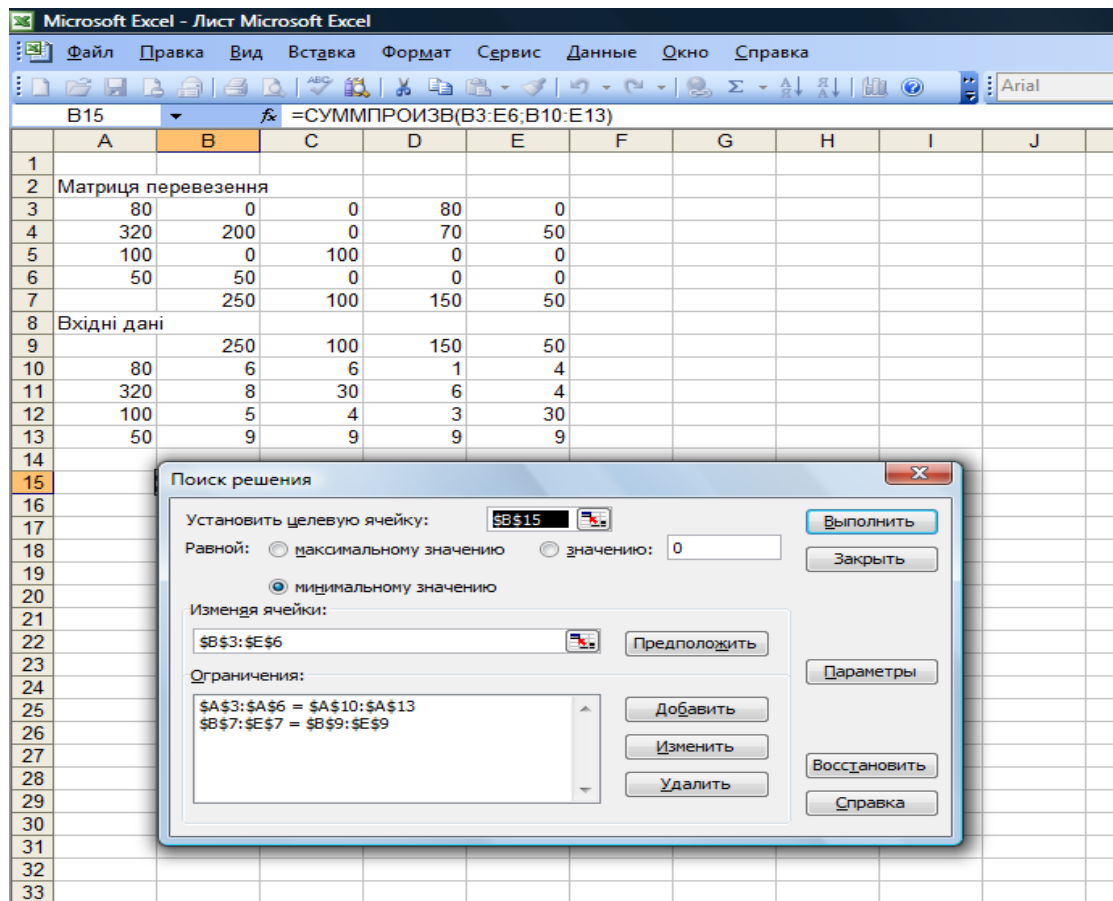 Microsoft Excel - Лист Microsoft Excel
Файл Правка Вид Вставка Формат Сервис Данные Окно Справка
Arial
B15 fx =СУММПРОИЗВ(B3:E6;B10:E13)
A B C D E F G H I J
1
2 Матриця перевезення
3 80 0 0 80 0
4 320 200 0 70 50
5 100 0 100 0 0
6 50 50 0 0 0
7 250 100 150 50
8 Вхідні дані
9 250 100 150 50
10 80 6 6 1 4
11 320 8 30 6 4
12 100 5 4 3 30
13 50 9 9 9 9
14
15
16
17
18
19
20
21
22
23
24
25
26
27
28
29
30
31
32
33
Поиск решения
Установить целевую ячейку: $B$15 Выполнить
Равной: максимальному значению значению: 0 Закрыть
минимальному значению
Изменяя ячейки:
$B$3:$E$6 Предположить
Параметры
Ограничения:
$A$3:$A$6 = $A$10:$A$13 Добавить
$B$7:$E$7 = $B$9:$E$9
Изменить
Восстановить
Удалить
Справка